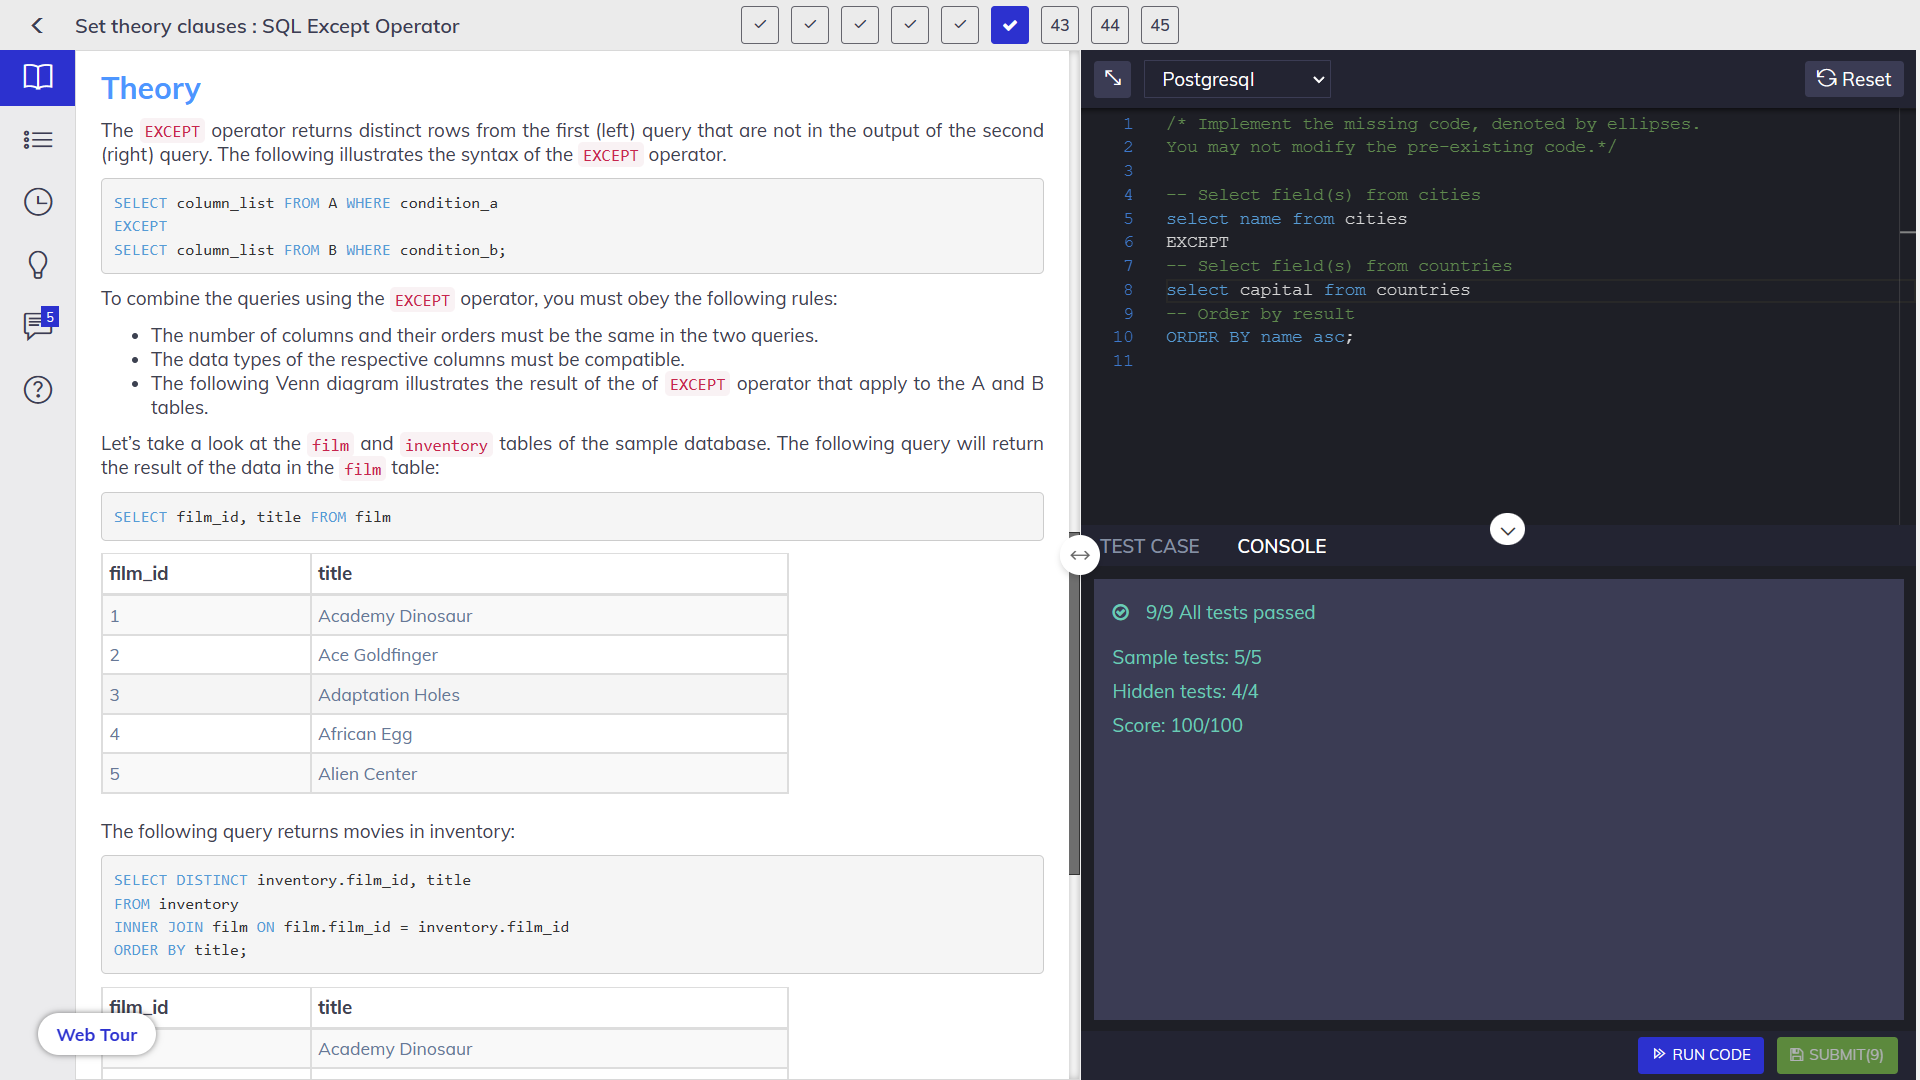 Set theory clauses : SQL Except Operator
43 44 45
Theory
The EXCEPT operator returns distinct rows from the first (left) query that are not in the output of the second
(right) query. The following illustrates the syntax of the EXCEPT operator.
SELECT column_list FROM A WHERE condition_a
EXCEPT
SELECT column_list FROM B WHERE condition_b;
To combine the queries using the EXCEPT operator, you must obey the following rules:
• The number of columns and their orders must be the same in the two queries.
• The data types of the respective columns must be compatible.
• The following Venn diagram illustrates the result of the of EXCEPT operator that apply to the A and B
tables.
Let's take a look at the film and inventory tables of the sample database. The following query will return
the result of the data in the film table:
SELECT film_id, title FROM film
film_id title
1 Academy Dinosaur
2 Ace Goldfinger
3 Adaptation Holes
4 African Egg
5 Alien Center
The following query returns movies in inventory:
SELECT DISTINCT inventory.film_id, title
FROM inventory
INNER JOIN film ON film.film_id = inventory.film_id
ORDER BY title;
film_id title
Academy Dinosaur
5
?
Web Tour
Postgresql
Reset
1 /* Implement the missing code, denoted by ellipses.
2 You may not modify the pre-existing code.*/
3
4 -- Select field(s) from cities
5 select name from cities
6 EXCEPT
7 -- Select field(s) from countries
8 select capital from countries
9 -- Order by result
10 ORDER BY name asc;
11
TEST CASE CONSOLE
9/9 All tests passed
Sample tests: 5/5
Hidden tests: 4/4
Score: 100/100
RUN CODE SUBMIT(9)